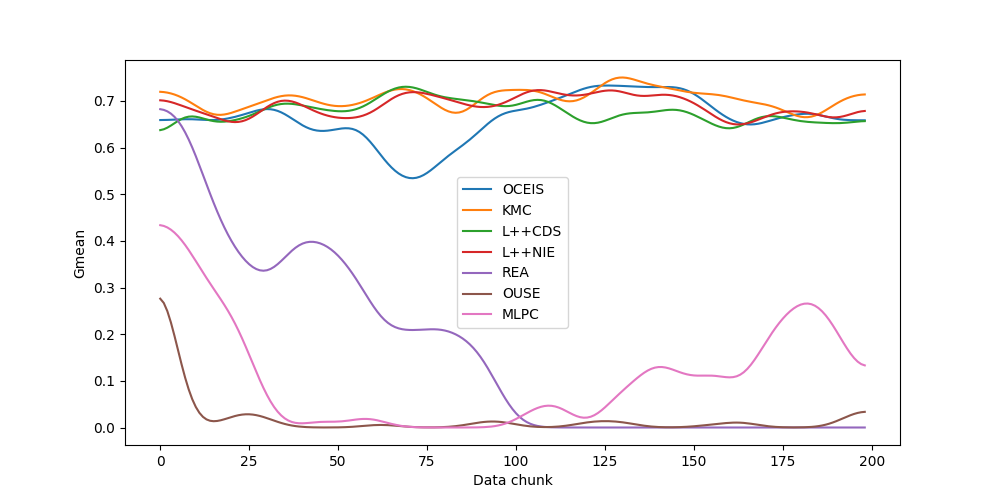 0.7
0.6
0.5
0.4
0.3
0.2
0.1
0.0
Gmean
OCEIS
KMC
L++CDS
L++NIE
REA
OUSE
MLPC
0 25 50 75 100 125 150 175 200
Data chunk